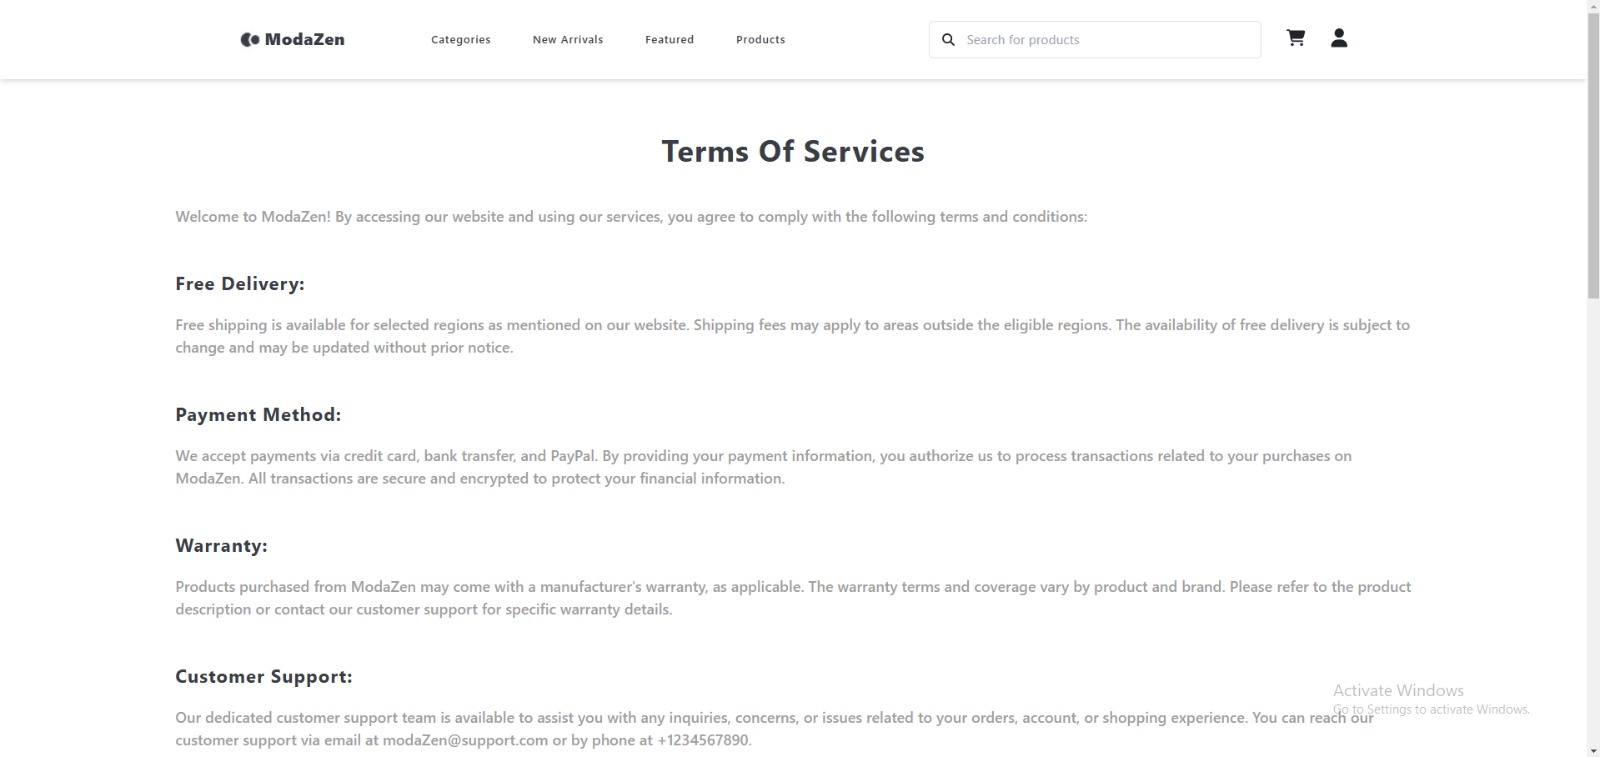 ModaZen
Categories
New Arrivals
Featured
Products
Search for products
Terms Of Services
Welcome to ModaZen! By accessing our website and using our services, you agree to comply with the following terms and conditions:
Free Delivery:
Free shipping is available for selected regions as mentioned on our website. Shipping fees may apply to areas outside the eligible regions. The availability of free delivery is subject to
change and may be updated without prior notice.
Payment Method:
We accept payments via credit card, bank transfer, and PayPal. By providing your payment information, you authorize us to process transactions related to your purchases on
ModaZen. All transactions are secure and encrypted to protect your financial information.
Warranty:
Products purchased from ModaZen may come with a manufacturer's warranty, as applicable. The warranty terms and coverage vary by product and brand. Please refer to the product
description or contact our customer support for specific warranty details.
Customer Support:
Our dedicated customer support team is available to assist you with any inquiries, concerns, or issues related to your orders, account, or shopping experience. You can reach our
customer support via email at modaZen@support.com or by phone at +1234567890.
Activate Windows
Go to Settings to activate Windows.